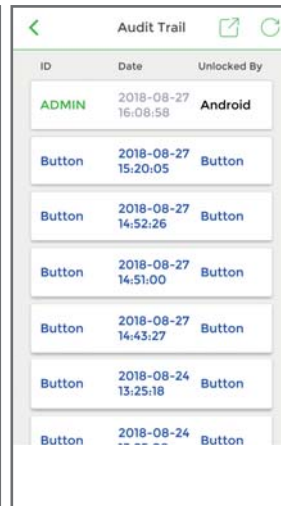 Audit Trail
ID Date Unlocked By
ADMIN 2018-08-27 16:08:58 Android
Button 2018-08-27 15:20:05 Button
Button 2018-08-27 14:52:26 Button
Button 2018-08-27 14:51:00 Button
Button 2018-08-27 14:43:27 Button
Button 2018-08-24 13:25:18 Button
Button 2018-08-24 Button